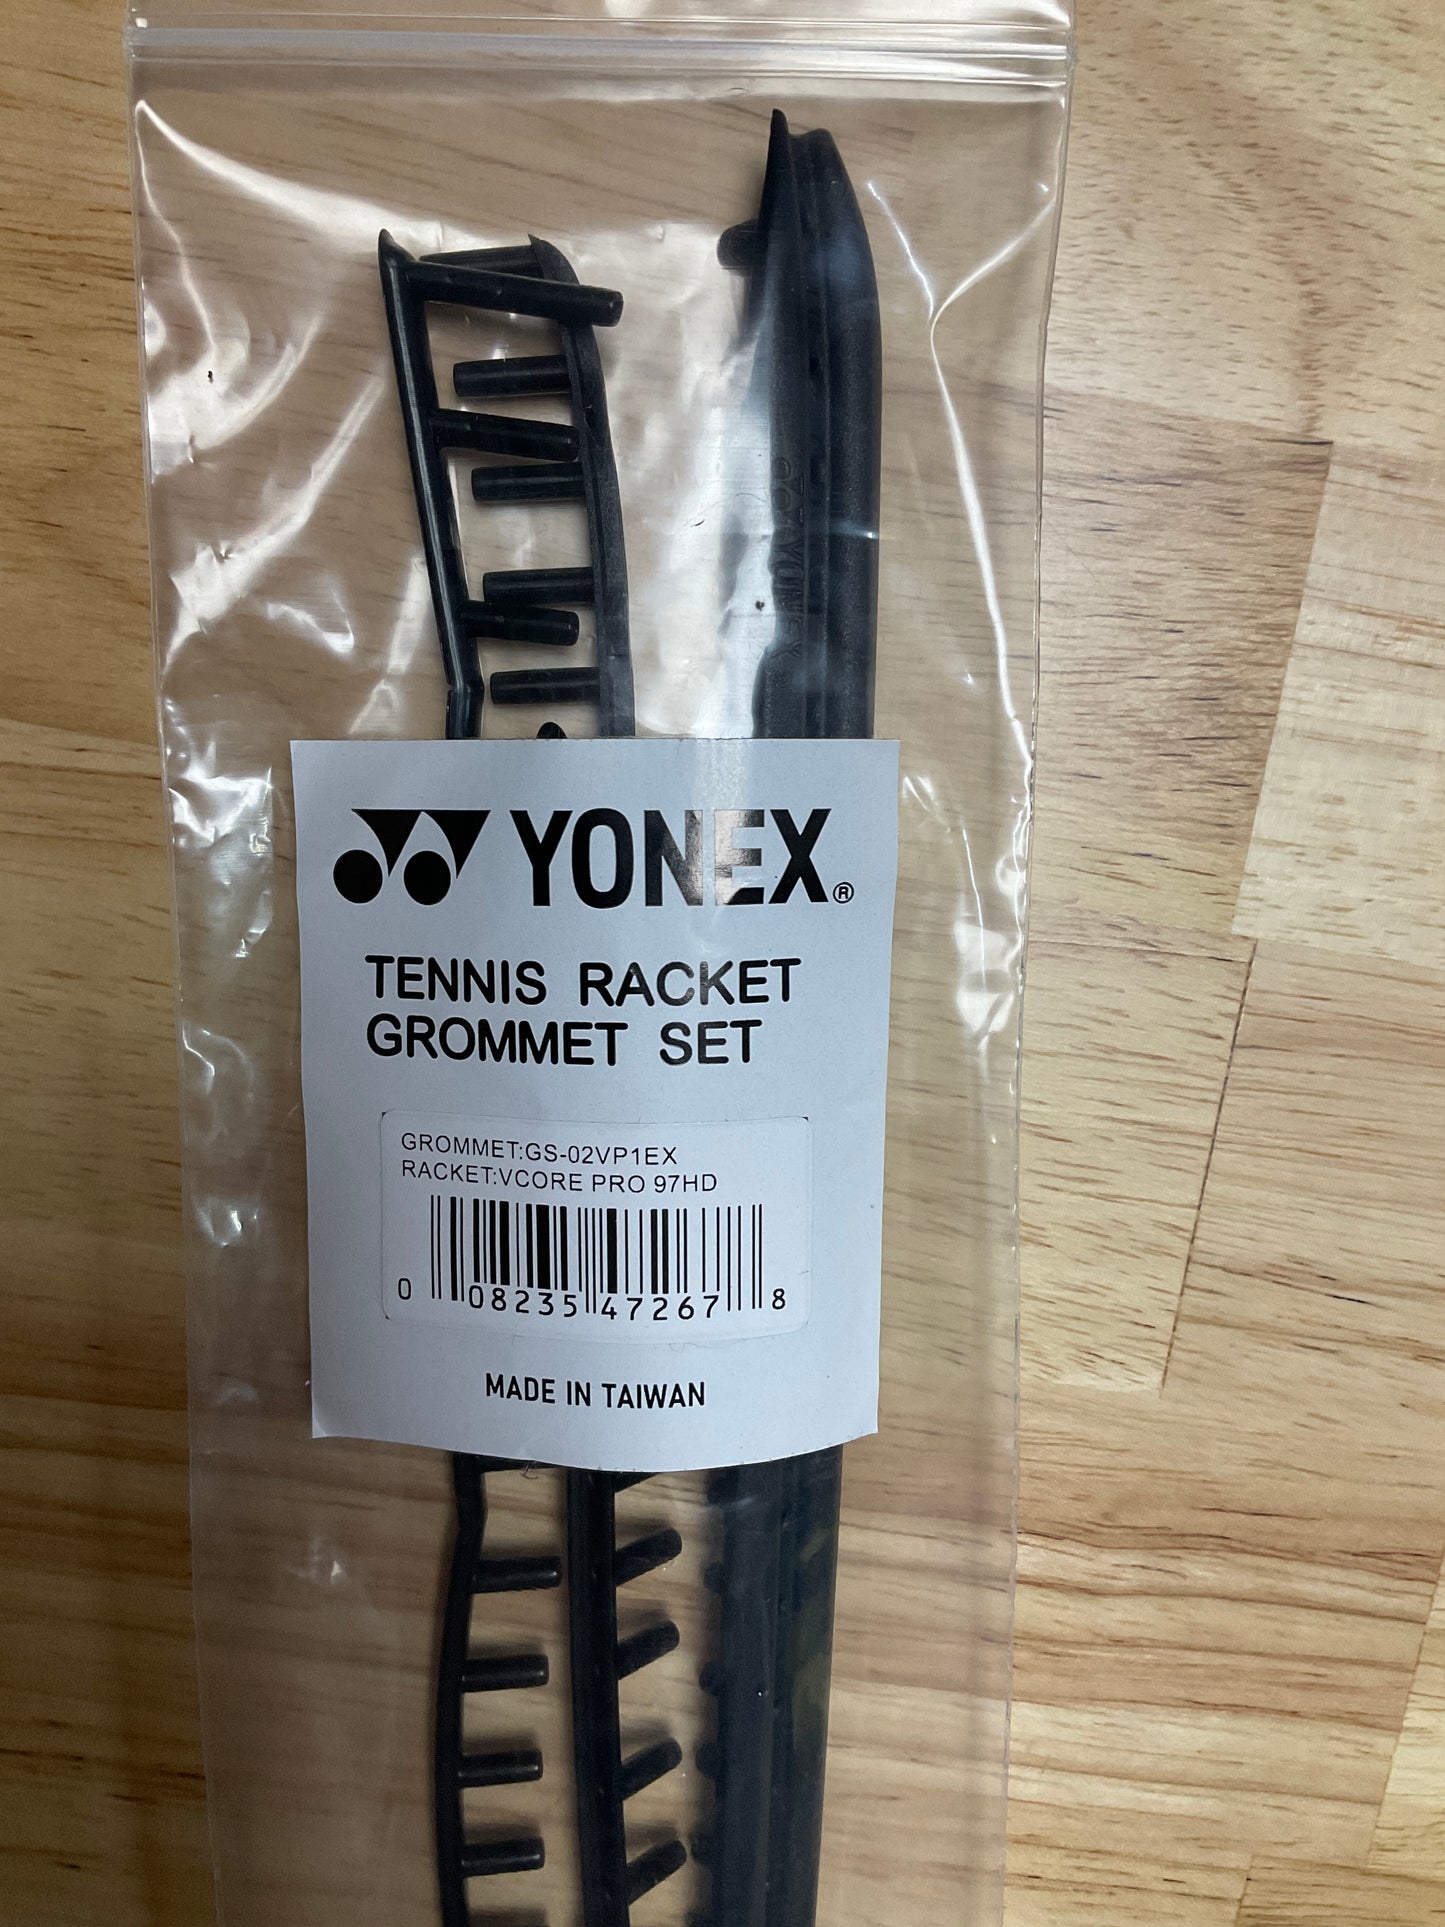 YONEX
YONEX®
TENNIS RACKET
GROMMET SET
GROMMET:GS-02VP1EX
RACKET:VCORE PRO 97HD
0 08235 47267 8
MADE IN TAIWAN